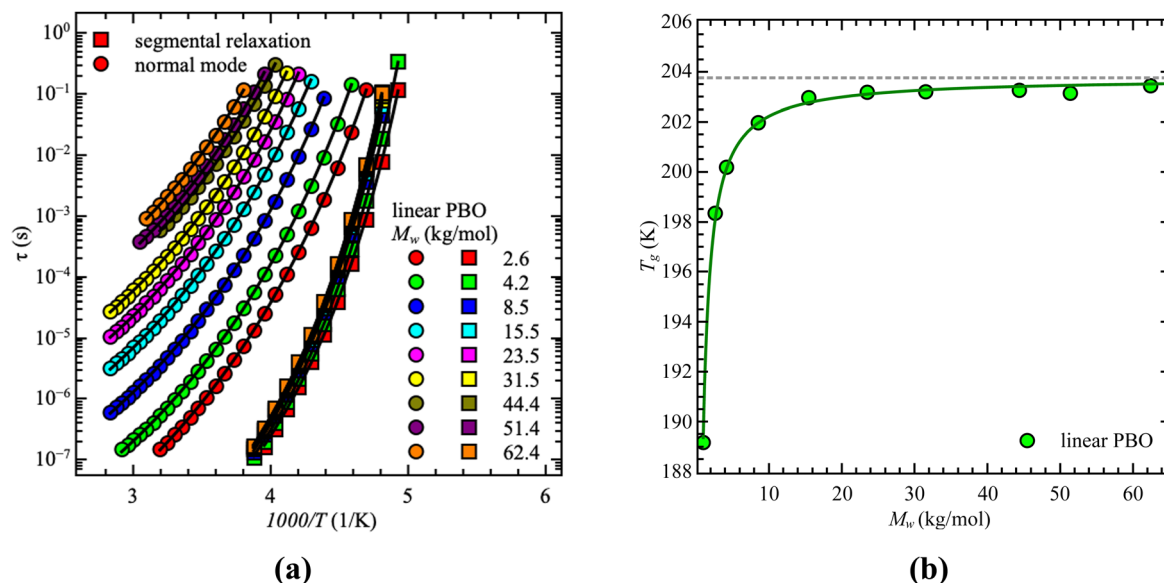 10⁰
10⁻¹
10⁻²
10⁻³
10⁻⁴
10⁻⁵
10⁻⁶
10⁻⁷
τ (s)
segmental relaxation
normal mode
linear PBO
M_w (kg/mol)
2.6
4.2
8.5
15.5
23.5
31.5
44.4
51.4
62.4
3 4 5 6
1000/T (1/K)
(a)
206
204
202
200
198
196
194
192
190
188
T_g (K)
linear PBO
10 20 30 40 50 60
M_w (kg/mol)
(b)